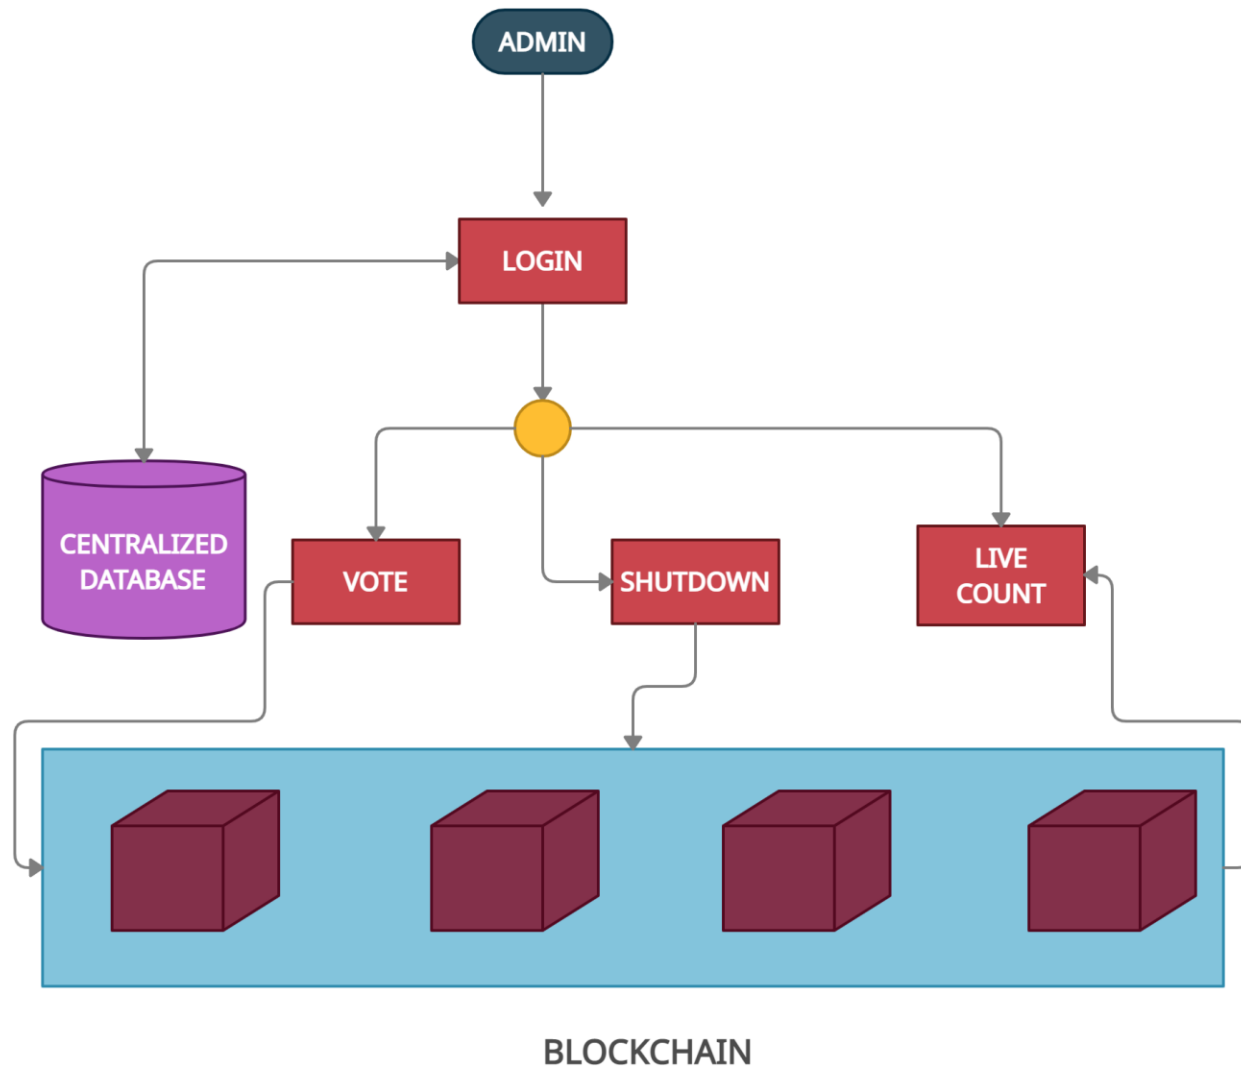 ADMIN
LOGIN
CENTRALIZED
DATABASE
VOTE
SHUTDOWN
LIVE
COUNT
BLOCKCHAIN